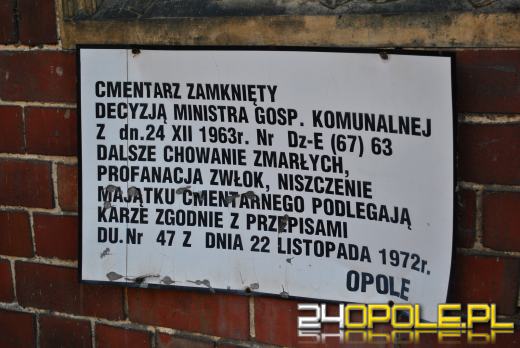 CMENTARZ ZAMKNIĘTY
DECYZJĄ MINISTRA GOSP. KOMUNALNEJ
Z dn.24 XII 1963r. Nr Dz-E (67) 63
DALSZE CHOWANIE ZMARŁYCH,
PROFANACJA ZWŁOK, NISZCZENIE
MAJĄTKU CMENTARNEGO PODLEGAJĄ
KARZE ZGODNIE Z PRZEPISAMI
DU.Nr 47 Z DNIA 22 LISTOPADA 1972r.
OPOLE
24OPOLE.PL